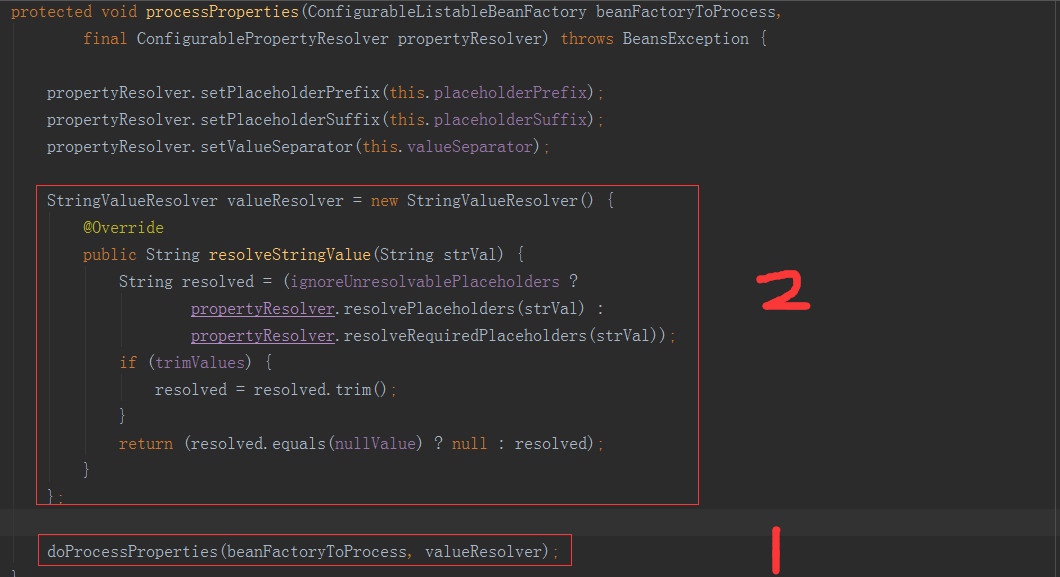 protected void processProperties(ConfigurableListableBeanFactory beanFactoryToProcess,
final ConfigurablePropertyResolver propertyResolver) throws BeansException {
propertyResolver.setPlaceholderPrefix(this.placeholderPrefix);
propertyResolver.setPlaceholderSuffix(this.placeholderSuffix);
propertyResolver.setValueSeparator(this.valueSeparator);
StringValueResolver valueResolver = new StringValueResolver() {
@Override
public String resolveStringValue(String strVal) {
String resolved = (ignoreUnresolvablePlaceholders ?
propertyResolver.resolvePlaceholders(strVal) :
propertyResolver.resolveRequiredPlaceholders(strVal));
if (trimValues) {
resolved = resolved.trim();
}
return (resolved.equals(nullValue) ? null : resolved);
}
};
2
doProcessProperties(beanFactoryToProcess, valueResolver);
1
}